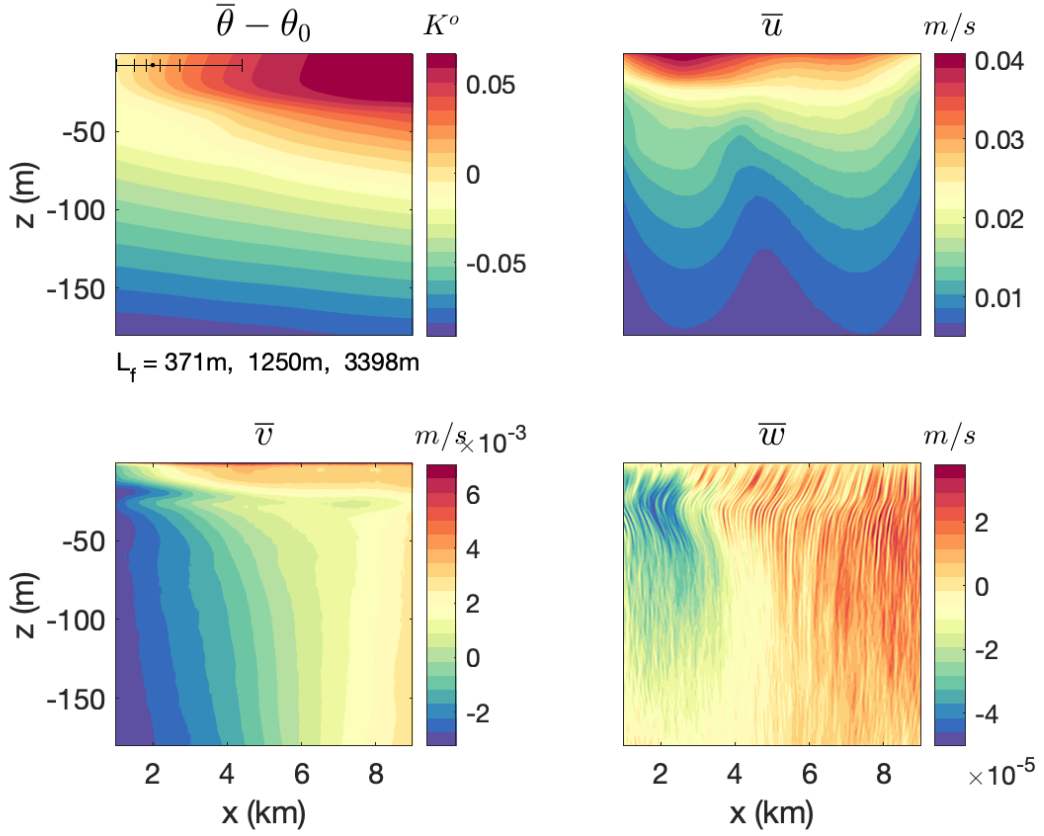 θ̅ − θ₀
K^o
u̅
m/s
0.05
0
-0.05
0.04
0.03
0.02
0.01
z (m)
-50
-100
-150
L_f = 371m, 1250m, 3398m
v̅
m/s
×10^-3
w̅
m/s
6
4
2
0
-2
2
0
-2
-4
z (m)
-50
-100
-150
2 4 6 8
2 4 6 8
×10^-5
x (km)
x (km)